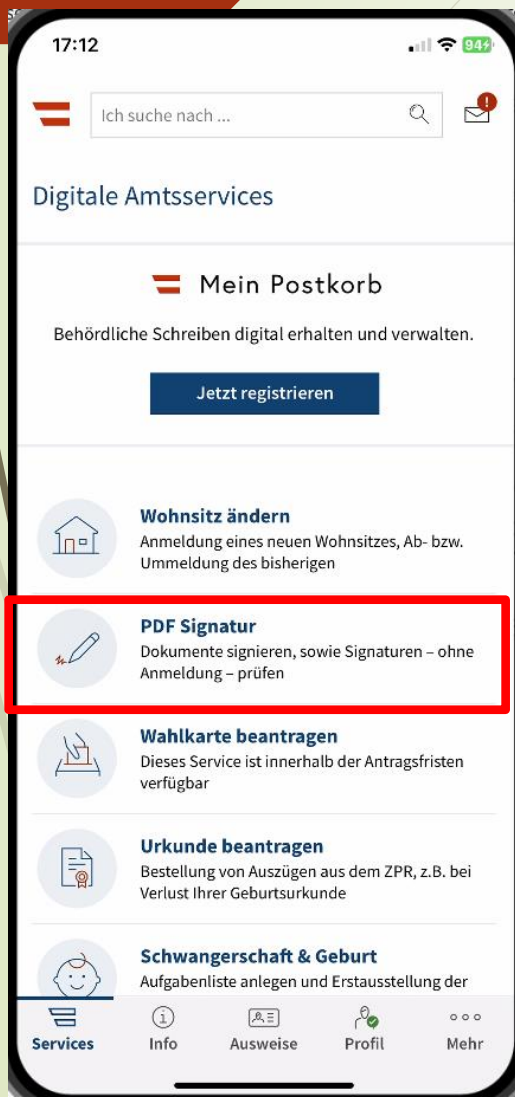 17:12
94
Ich suche nach ...
Digitale Amtsservices
Mein Postkorb
Behördliche Schreiben digital erhalten und verwalten.
Jetzt registrieren
Wohnsitz ändern
Anmeldung eines neuen Wohnsitzes, Ab- bzw.
Ummeldung des bisherigen
PDF Signatur
Dokumente signieren, sowie Signaturen – ohne
Anmeldung – prüfen
Wahlkarte beantragen
Dieses Service ist innerhalb der Antragsfristen
verfügbar
Urkunde beantragen
Bestellung von Auszügen aus dem ZPR, z.B. bei
Verlust Ihrer Geburtsurkunde
Schwangerschaft & Geburt
Aufgabenliste anlegen und Erstausstellung der
Services Info Ausweise Profil Mehr